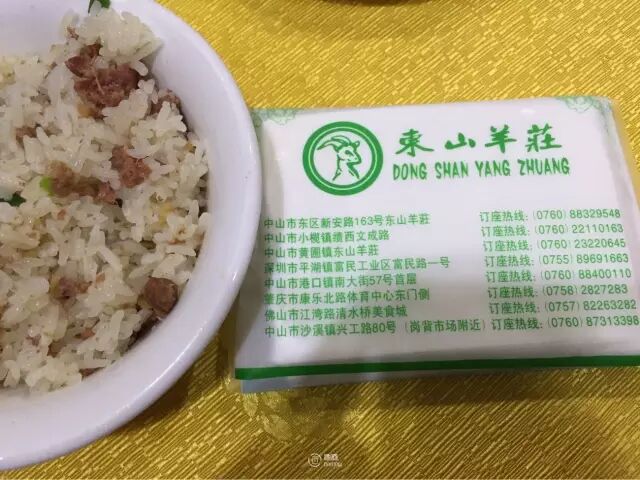 東山羊莊
DONG SHAN YANG ZHUANG
中山市东区新安路163号东山羊莊 订座热线: (0760) 88329548
中山市小榄镇绩西文成路 订座热线: (0760) 22110163
中山市黄圃镇东山羊莊 订座热线: (0760) 23220645
深圳市平湖镇富民工业区富民路一号 订座热线: (0755) 89691663
中山市港口镇南大街57号首层 订座热线: (0760) 88400110
肇庆市康乐北路体育中心东门侧 订座热线: (0758) 2827283
佛山市江湾路清水桥美食城 订座热线: (0757) 82263282
中山市沙溪镇兴工路80号 (岗背市场附近) 订座热线: (0760) 87313398